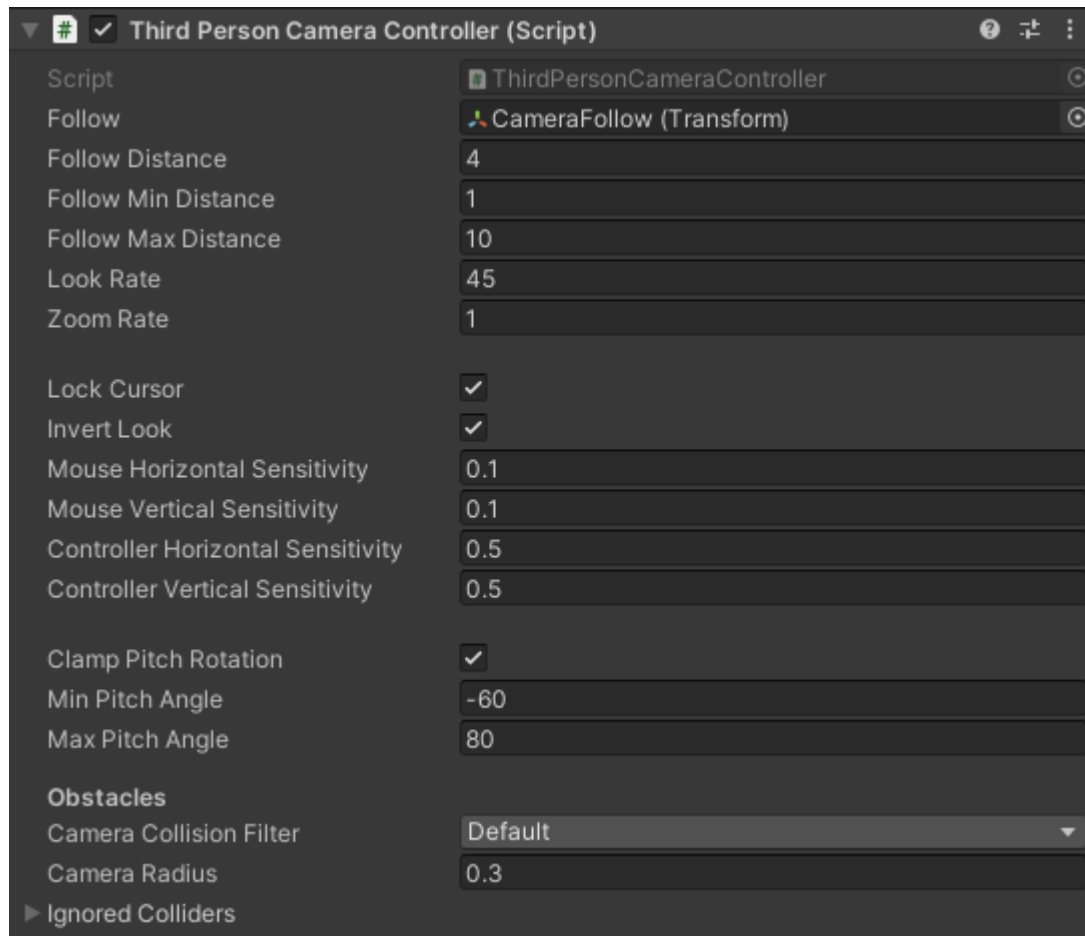 Third Person Camera Controller (Script)
Script ThirdPersonCameraController
Follow CameraFollow (Transform)
Follow Distance 4
Follow Min Distance 1
Follow Max Distance 10
Look Rate 45
Zoom Rate 1
Lock Cursor
Invert Look
Mouse Horizontal Sensitivity 0.1
Mouse Vertical Sensitivity 0.1
Controller Horizontal Sensitivity 0.5
Controller Vertical Sensitivity 0.5
Clamp Pitch Rotation
Min Pitch Angle -60
Max Pitch Angle 80
Obstacles
Camera Collision Filter Default
Camera Radius 0.3
Ignored Colliders